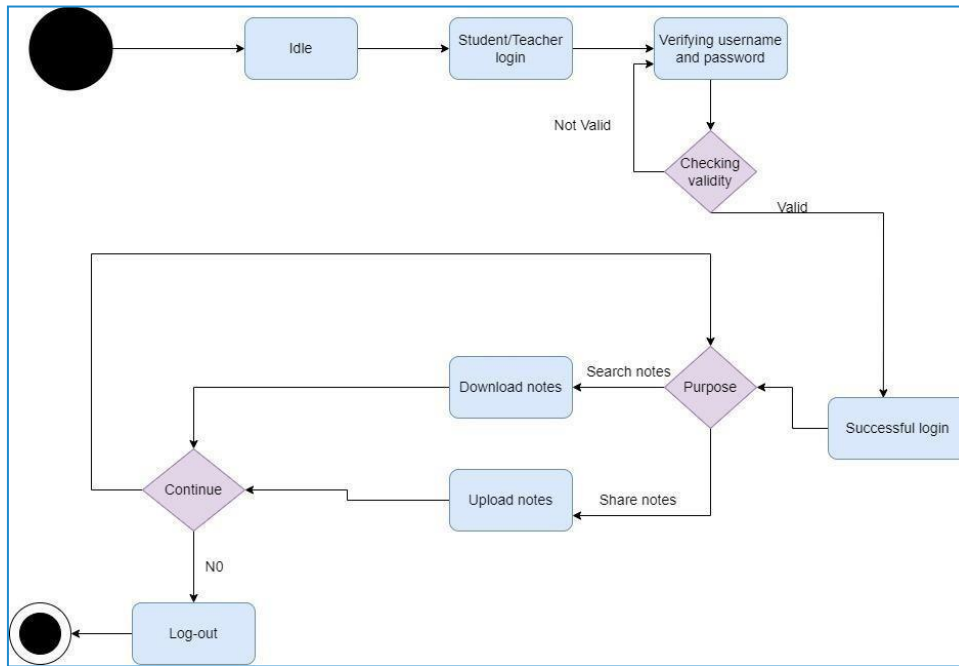 Idle
Student/Teacher
login
Verifying username
and password
Not Valid
Checking
validity
Valid
Search notes
Download notes
Purpose
Successful login
Continue
Upload notes
Share notes
N0
Log-out